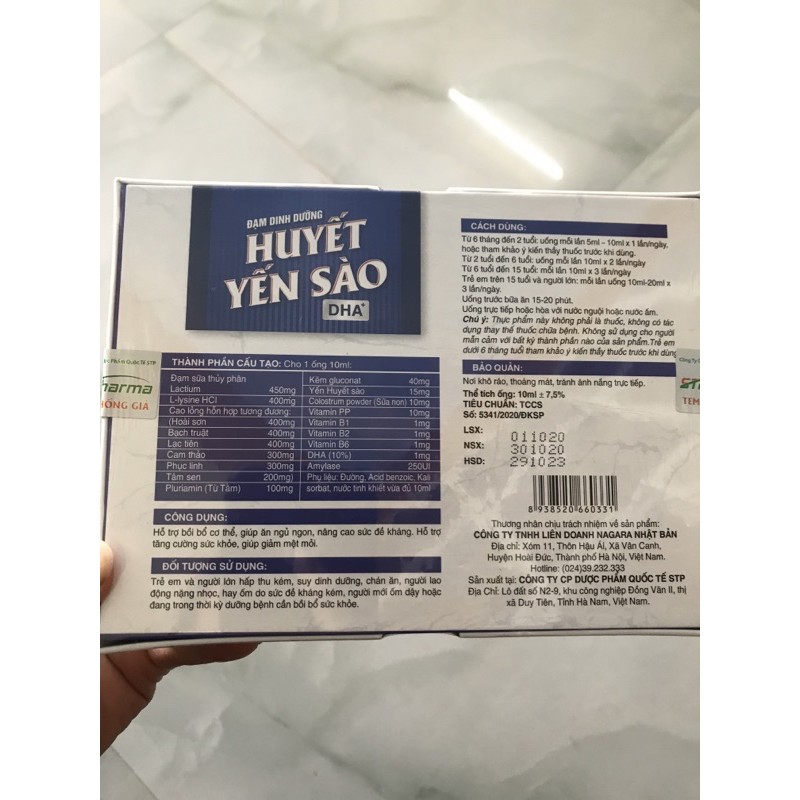 ĐẠM DINH DƯỠNG
HUYẾT
YẾN SÀO
DHA+
THÀNH PHẦN CẤU TẠO: Cho 1 ống 10ml:
Đạm sữa thủy phân
Lactium 450mg
L-lysine HCl 400mg
Cao lỏng hỗn hợp tương đương:
(Hoài sơn 400mg
Bạch truật 400mg
Lạc tiên 400mg
Cam thảo 300mg
Phục linh 300mg
Tâm sen 200mg)
Pluriamin (Từ Tằm) 100mg
Kẽm gluconat 40mg
Yến Huyết sào 15mg
Colostrum powder (Sữa non) 10mg
Vitamin PP 10mg
Vitamin B1 1mg
Vitamin B2 1mg
Vitamin B6 1mg
DHA (10%) 1mg
Amylase 250UI
Phụ liệu: Đường, Acid benzoic, Kali
sorbat, nước tinh khiết vừa đủ 10ml
CÔNG DỤNG:
Hỗ trợ bồi bổ cơ thể, giúp ăn ngủ ngon, nâng cao sức đề kháng. Hỗ trợ
tăng cường sức khỏe, giúp giảm mệt mỏi.
ĐỐI TƯỢNG SỬ DỤNG:
Trẻ em và người lớn hấp thu kém, suy dinh dưỡng, chán ăn, người lao
động nặng nhọc, hay ốm do sức đề kháng kém, người mới ốm dậy hoặc
đang trong thời kỳ dưỡng bệnh cần bồi bổ sức khỏe.
Phẩm Quốc Tế STP
harma
HỐNG GIẢ
CÁCH DÙNG:
Từ 6 tháng đến 2 tuổi: uống mỗi lần 5ml – 10ml x 1 lần/ngày.
hoặc tham khảo ý kiến thầy thuốc trước khi dùng.
Từ 2 tuổi đến 6 tuổi: uống mỗi lần 10ml x 2 lần/ngày
Từ 6 tuổi đến 15 tuổi: mỗi lần 10ml x 3 lần/ngày
Trẻ em trên 15 tuổi và người lớn: mỗi lần uống 10ml-20ml x
3 lần/ngày.
Uống trước bữa ăn 15-20 phút.
Uống trực tiếp hoặc hòa với nước nguội hoặc nước ấm.
Chú ý: Thực phẩm này không phải là thuốc, không có tác
dụng thay thế thuốc chữa bệnh. Không sử dụng cho người
mẫn cảm với bất kỳ thành phần nào của sản phẩm.Trẻ em
dưới 6 tháng tuổi tham khảo ý kiến thầy thuốc trước khi dùng
BẢO QUẢN:
Nơi khô ráo, thoáng mát, tránh ánh nắng trực tiếp.
Thể tích ống: 10ml ± 7,5%
TIÊU CHUẨN: TCCS
Số: 5341/2020/ĐKSP
LSX: 011020
NSX: 301020
HSD: 291023
8 938520 660331
Thương nhân chịu trách nhiệm về sản phẩm:
CÔNG TY TNHH LIÊN DOANH NAGARA NHẬT BẢN
Địa chỉ: Xóm 11, Thôn Hậu Ái, Xã Vân Canh,
Huyện Hoài Đức, Thành phố Hà Nội, Việt Nam.
Hotline: (024)39.232.333
Sản xuất tại: CÔNG TY CP DƯỢC PHẨM QUỐC TẾ STP
Địa Chỉ: Lô đất số N2-9, khu công nghiệp Đồng Văn II, thị
xã Duy Tiên, Tỉnh Hà Nam, Việt Nam.
Công Ty
ST
TEM